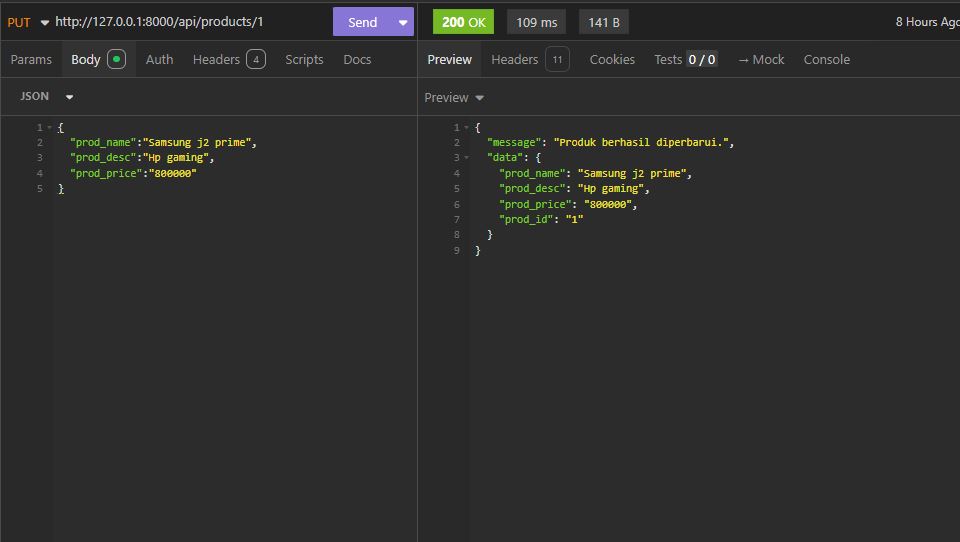 PUT http://127.0.0.1:8000/api/products/1 Send
Params Body Auth Headers 4 Scripts Docs
JSON
1 {
2 "prod_name":"Samsung j2 prime",
3 "prod_desc":"Hp gaming",
4 "prod_price":"800000"
5 }
200 OK 109 ms 141 B 8 Hours Ago
Preview Headers 11 Cookies Tests 0 / 0 → Mock Console
Preview
1 {
2 "message": "Produk berhasil diperbarui.",
3 "data": {
4 "prod_name": "Samsung j2 prime",
5 "prod_desc": "Hp gaming",
6 "prod_price": "800000",
7 "prod_id": "1"
8 }
9 }